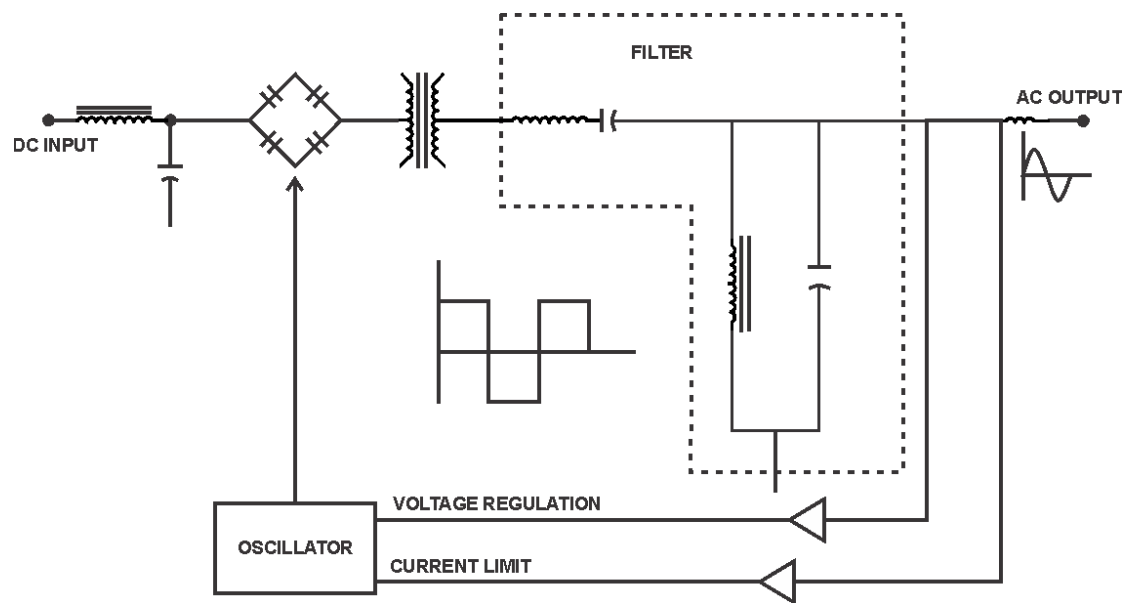 FILTER
AC OUTPUT
DC INPUT
VOLTAGE REGULATION
OSCILLATOR
CURRENT LIMIT